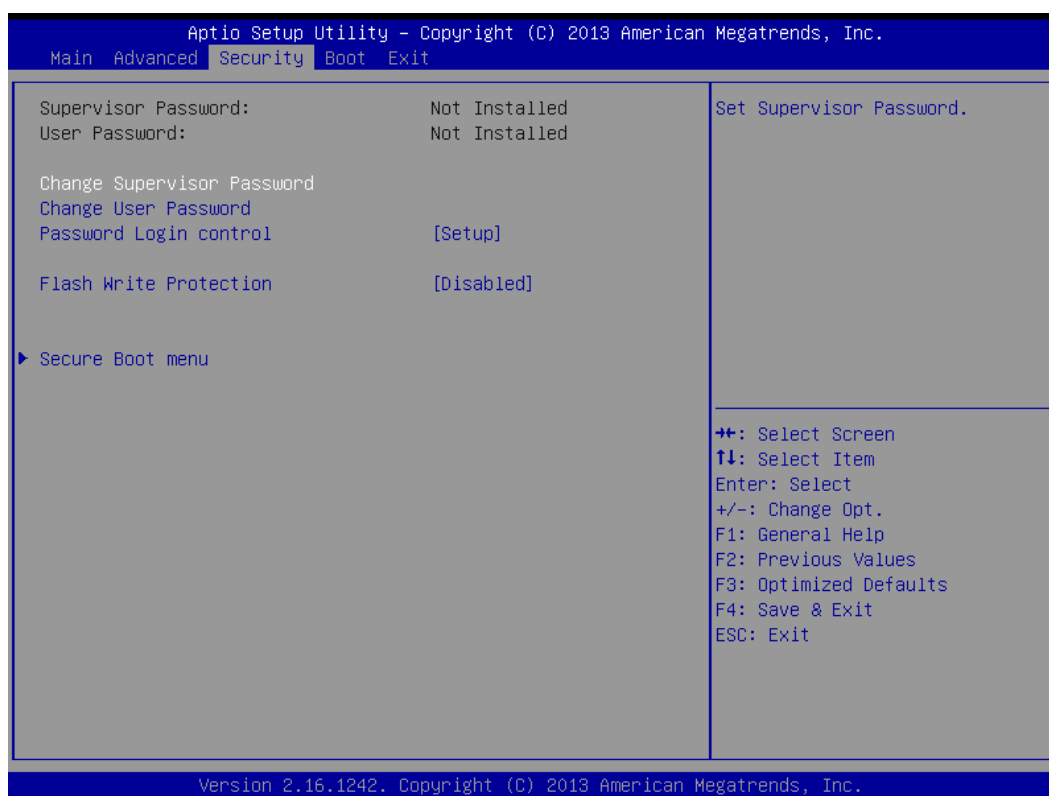 Aptio Setup Utility – Copyright (C) 2013 American Megatrends, Inc.
Main Advanced Security Boot Exit
Supervisor Password: Not Installed
User Password: Not Installed
Change Supervisor Password
Change User Password
Password Login control [Setup]
Flash Write Protection [Disabled]
▶ Secure Boot menu
Set Supervisor Password.
→←: Select Screen
↑↓: Select Item
Enter: Select
+/-: Change Opt.
F1: General Help
F2: Previous Values
F3: Optimized Defaults
F4: Save & Exit
ESC: Exit
Version 2.16.1242. Copyright (C) 2013 American Megatrends, Inc.